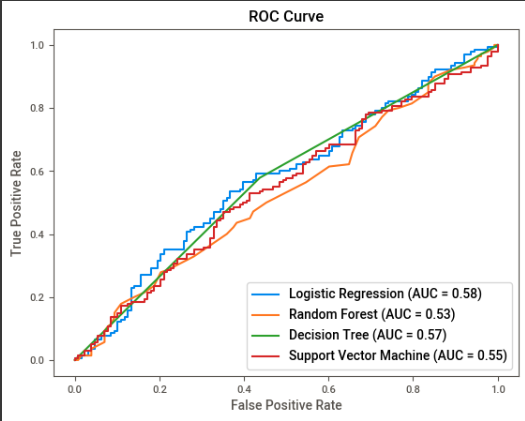 ROC Curve
1.0
0.8
0.6
0.4
0.2
0.0
True Positive Rate
Logistic Regression (AUC = 0.58)
Random Forest (AUC = 0.53)
Decision Tree (AUC = 0.57)
Support Vector Machine (AUC = 0.55)
0.0 0.2 0.4 0.6 0.8 1.0
False Positive Rate